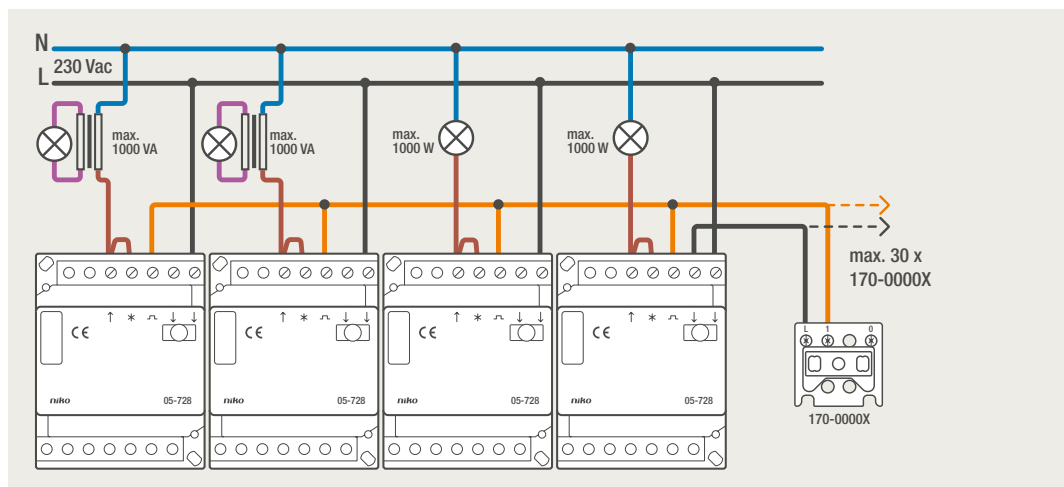 N
230 Vac
L
max.
1000 VA
max.
1000 VA
max.
1000 W
max.
1000 W
max. 30 x
170-0000X
CE
niko
05-728
CE
niko
05-728
CE
niko
05-728
CE
niko
05-728
L 1 0
170-0000X